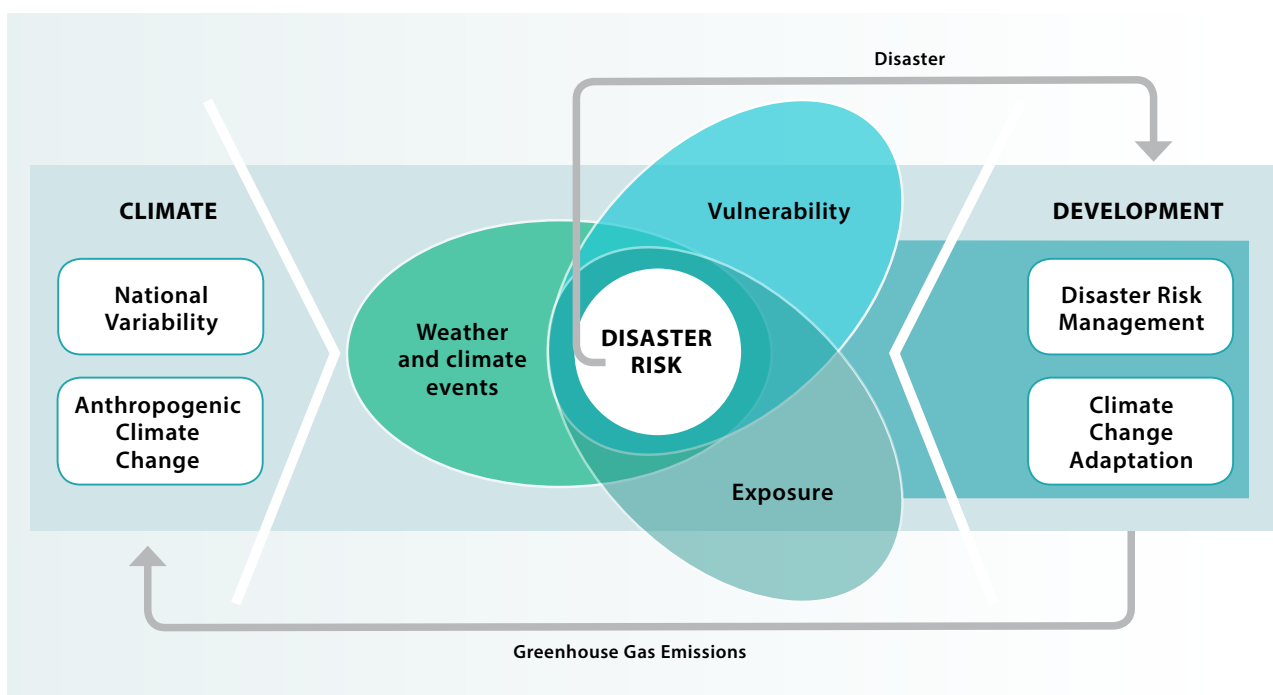 Disaster
CLIMATE
National
Variability
Anthropogenic
Climate
Change
Weather
and climate
events
Vulnerability
DISASTER
RISK
Exposure
DEVELOPMENT
Disaster Risk
Management
Climate
Change
Adaptation
Greenhouse Gas Emissions